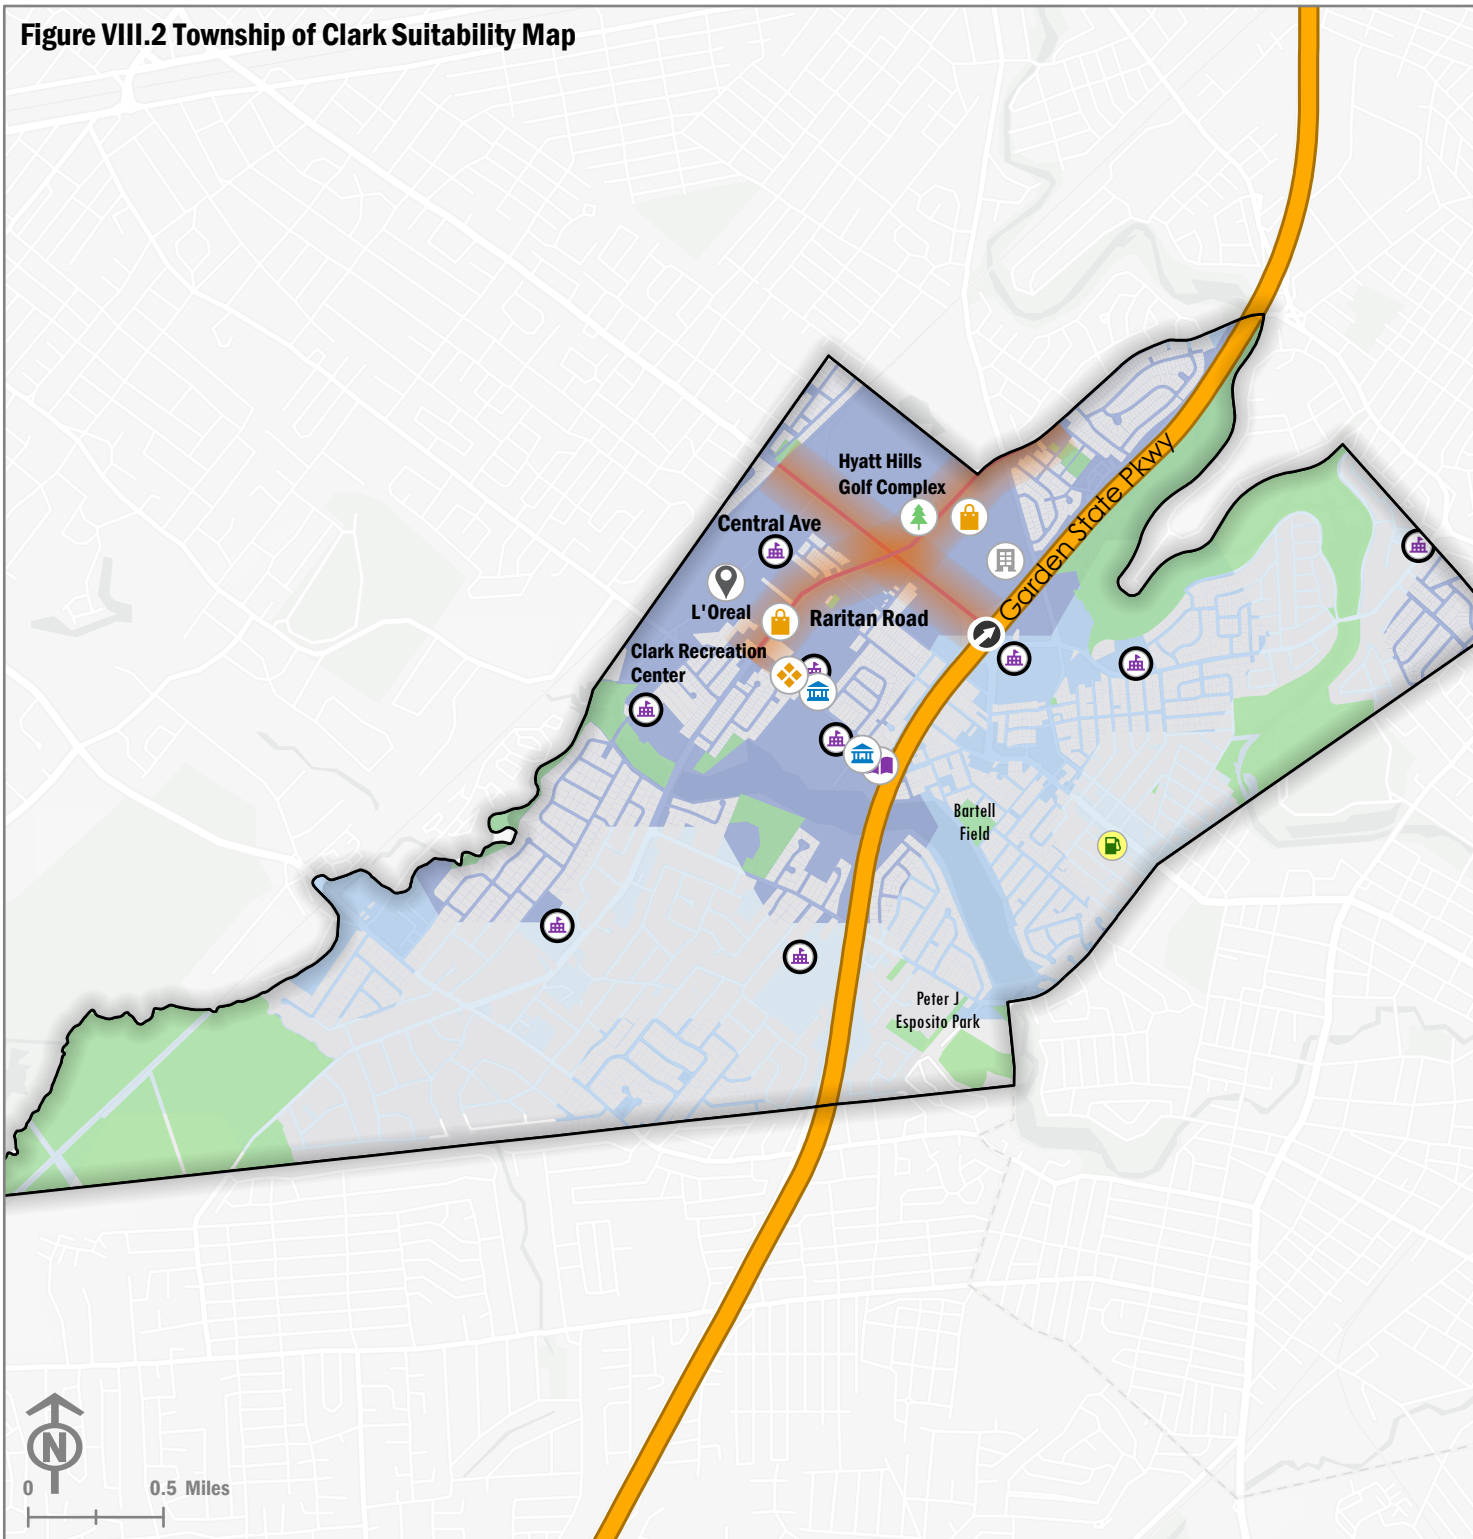 Figure VIII.2 Township of Clark Suitability Map
Hyatt Hills
Golf Complex
Central Ave
Garden State Pkwy
L'Oreal
Raritan Road
Clark Recreation
Center
Bartell
Field
Peter J
Esposito Park
N
0
0.5 Miles